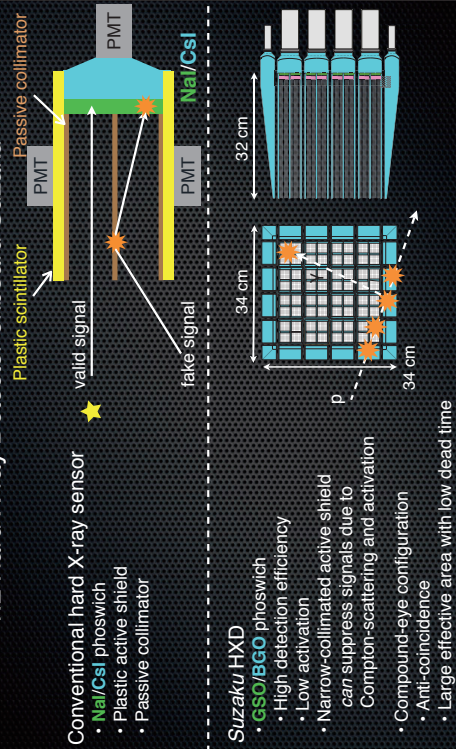 Conventional hard X-ray sensor
• NaI/CsI phoswich
• Plastic active shield
• Passive collimator
Plastic scintillator
Passive collimator
PMT
PMT
PMT
valid signal
fake signal
NaI/CsI
Suzaku HXD
• GSO/BGO phoswich
• High detection efficiency
• Low activation
• Narrow-collimated active shield
can suppress signals due to
Compton-scattering and activation
• Compound-eye configuration
• Anti-coincidence
• Large effective area with low dead time
34 cm
34 cm
32 cm
p
γ